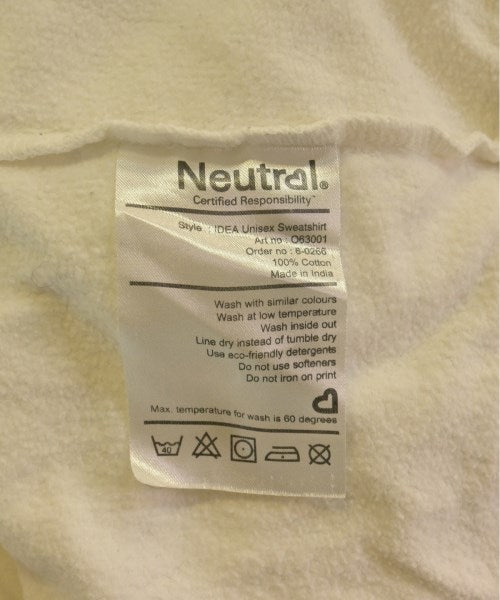 Neutral®
Certified Responsibility™
Style : IDEA Unisex Sweatshirt
Art no : O63001
Order no : 6-0266
100% Cotton
Made in India
Wash with similar colours
Wash at low temperature
Wash inside out
Line dry instead of tumble dry
Use eco-friendly detergents
Do not use softeners
Do not iron on print
Max. temperature for wash is 60 degrees
40